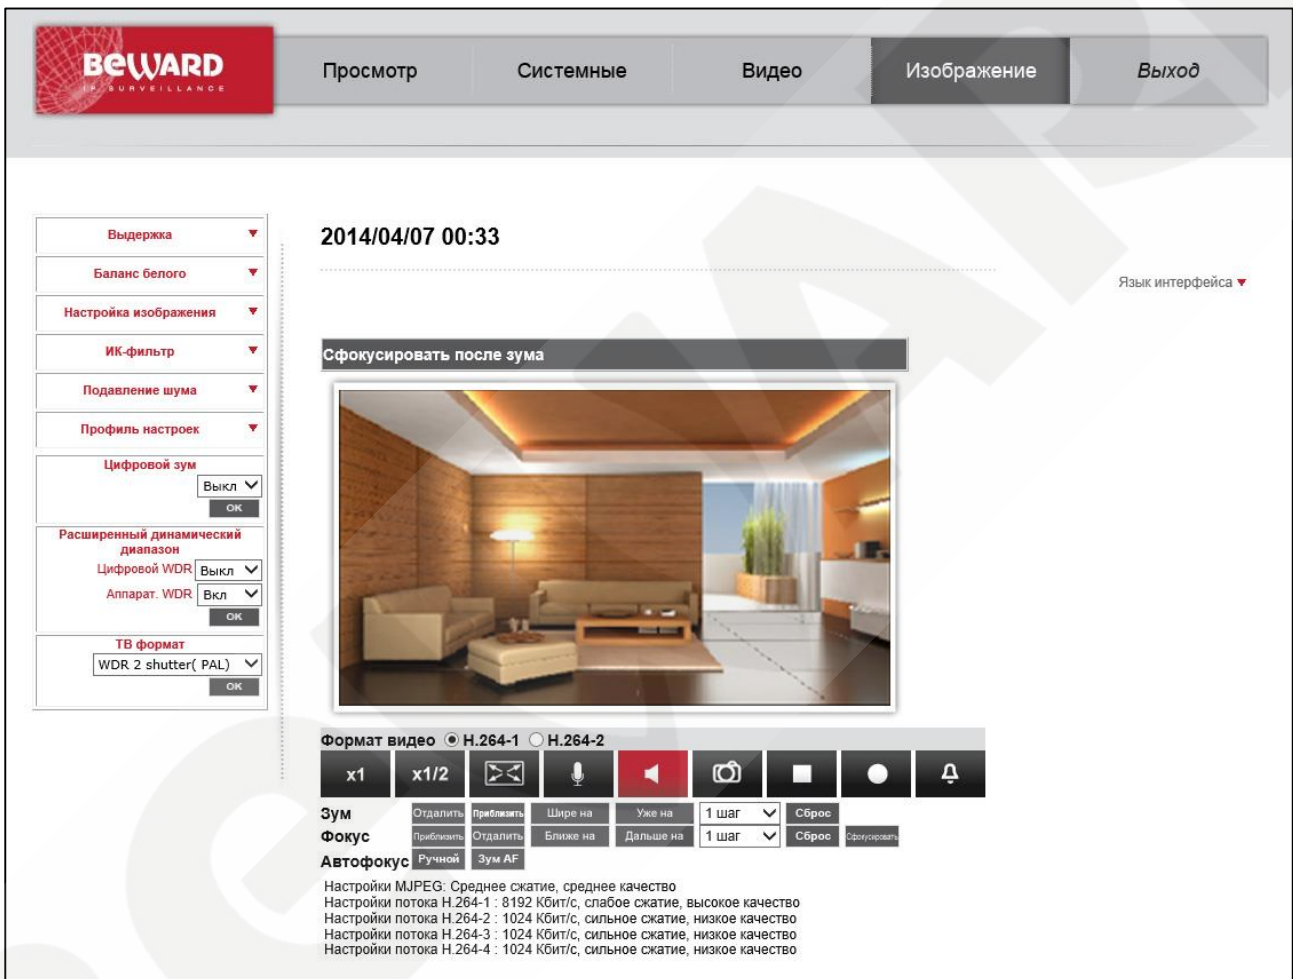 BEWARD
IP SURVEILLANCE
Просмотр
Системные
Видео
Изображение
Выход
Выдержка
Баланс белого
Настройка изображения
ИК-фильтр
Подавление шума
Профиль настроек
Цифровой зум
Выкл
OK
Расширенный динамический
диапазон
Цифровой WDR Выкл
Аппарат. WDR Вкл
OK
ТВ формат
WDR 2 shutter( PAL)
OK
2014/04/07 00:33
Язык интерфейса
Сфокусировать после зума
Формат видео H.264-1 H.264-2
x1 x1/2
Зум Отдалить Приблизить Шире на Уже на 1 шаг Сброс
Фокус Приблизить Отдалить Ближе на Дальше на 1 шаг Сброс Сфокусировать
Автофокус Ручной Зум AF
Настройки MJPEG: Среднее сжатие, среднее качество
Настройки потока H.264-1 : 8192 Кбит/с, слабое сжатие, высокое качество
Настройки потока H.264-2 : 1024 Кбит/с, сильное сжатие, низкое качество
Настройки потока H.264-3 : 1024 Кбит/с, сильное сжатие, низкое качество
Настройки потока H.264-4 : 1024 Кбит/с, сильное сжатие, низкое качество